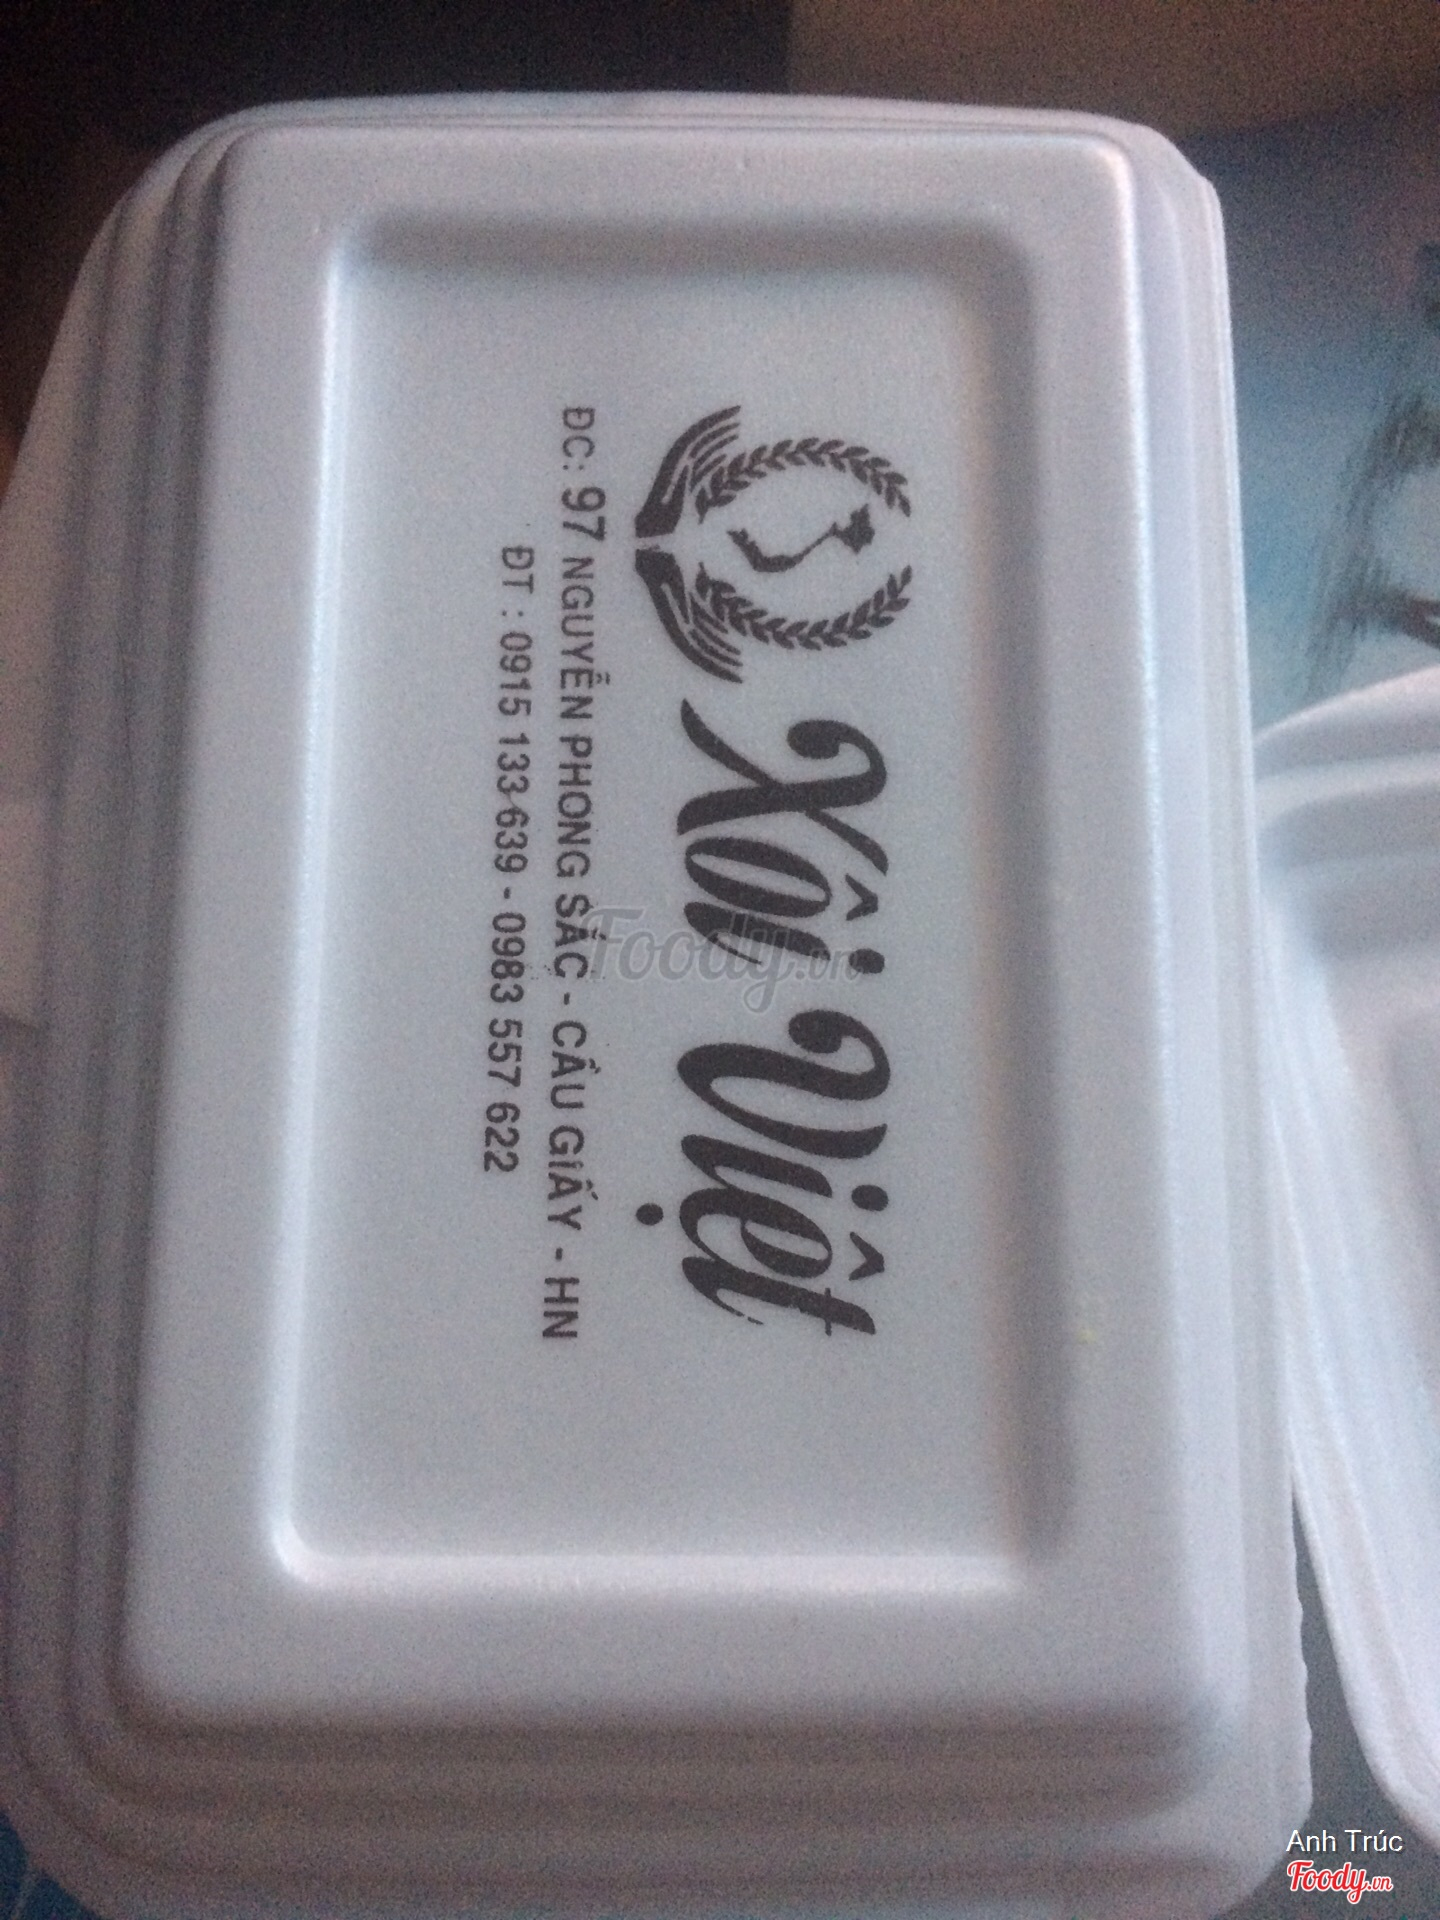 Xôi Việt
ĐC: 97 NGUYỄN PHONG SẮC - CẦU GIẤY - HN
ĐT : 0915 133 639 - 0983 557 622
Foody.vn
Anh Trúc
Foody.vn